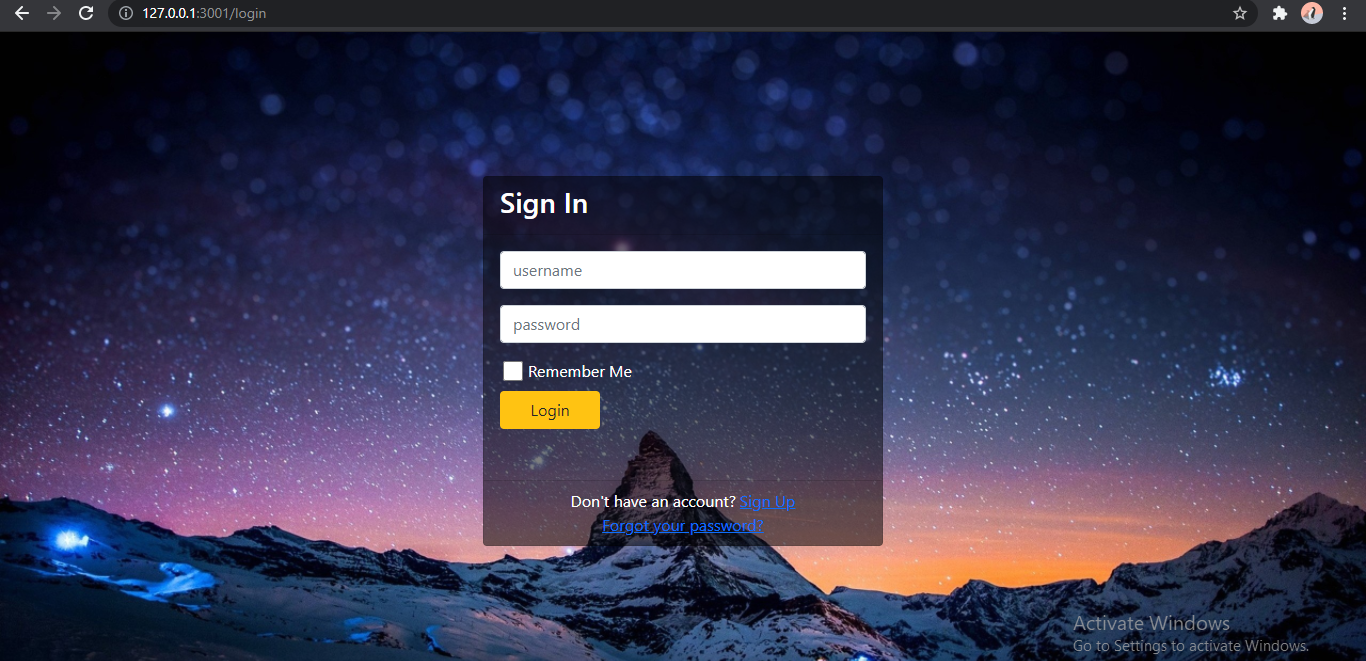 127.0.0.1:3001/login
Sign In
username
password
Remember Me
Login
Don't have an account? Sign Up
Forgot your password?
Activate Windows
Go to Settings to activate Windows.